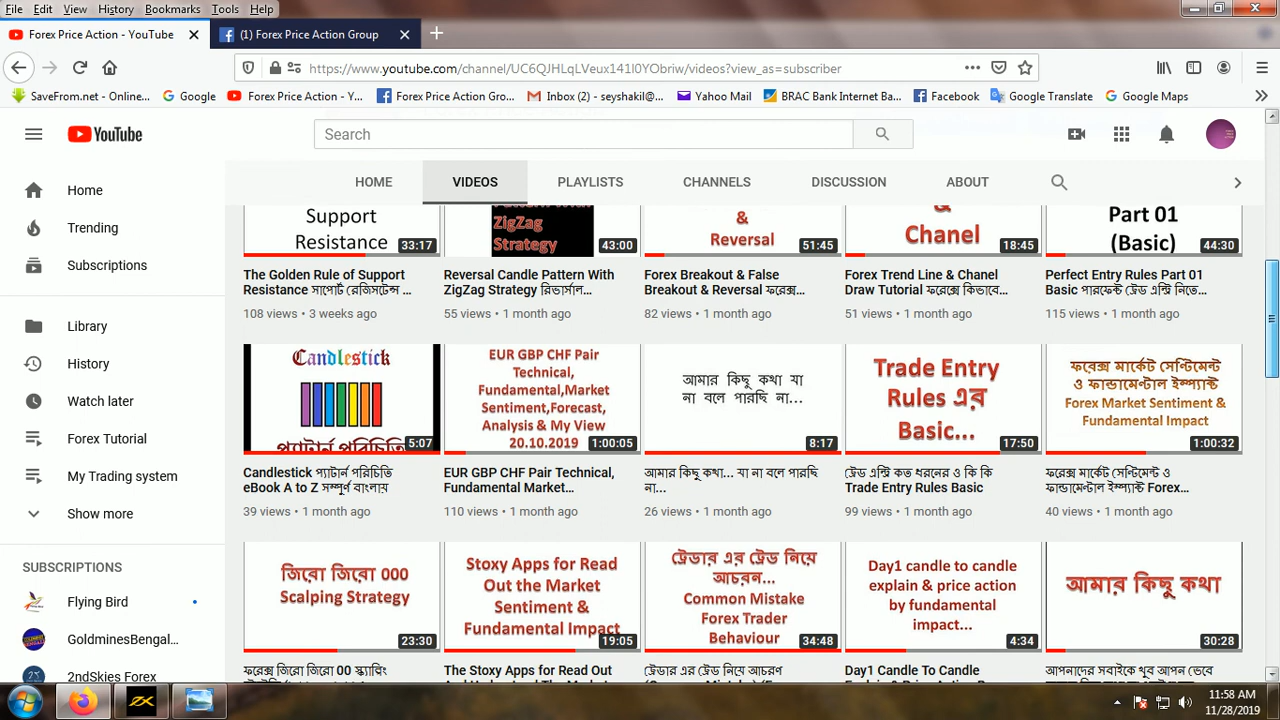 File Edit View History Bookmarks Tools Help
Forex Price Action - YouTube
(1) Forex Price Action Group
https://www.youtube.com/channel/UC6QJHLqLVeux141I0YObriw/videos?view_as=subscriber
SaveFrom.net - Online... Google Forex Price Action - Y... Forex Price Action Gro... Inbox (2) - seyshakil@... Yahoo Mail BRAC Bank Internet Ba... Facebook Google Translate Google Maps
YouTube
Search
HOME VIDEOS PLAYLISTS CHANNELS DISCUSSION ABOUT
Home
Trending
Subscriptions
Library
History
Watch later
Forex Tutorial
My Trading system
Show more
SUBSCRIPTIONS
Flying Bird
GoldminesBengal...
2ndSkies Forex
Support
Resistance
33:17
The Golden Rule of Support
Resistance সাপোর্ট রেজিসটেন্স ...
108 views • 3 weeks ago
ZigZag
Strategy
43:00
Reversal Candle Pattern With
ZigZag Strategy রিভার্সাল...
55 views • 1 month ago
&
Reversal
51:45
Forex Breakout & False
Breakout & Reversal ফরেক্স...
82 views • 1 month ago
&
Chanel
18:45
Forex Trend Line & Chanel
Draw Tutorial ফরেক্সে কিভাবে...
51 views • 1 month ago
Part 01
(Basic)
44:30
Perfect Entry Rules Part 01
Basic পারফেক্ট ট্রেড এন্ট্রি নিতে...
115 views • 1 month ago
Candlestick
প্যাটার্ন পরিচিতি
5:07
Candlestick প্যাটার্ন পরিচিতি
eBook A to Z সম্পূর্ণ বাংলায়
39 views • 1 month ago
EUR GBP CHF Pair
Technical,
Fundamental,Market
Sentiment,Forecast,
Analysis & My View
20.10.2019
1:00:05
EUR GBP CHF Pair Technical,
Fundamental Market...
110 views • 1 month ago
আমার কিছু কথা যা
না বলে পারছি না...
8:17
আমার কিছু কথা... যা না বলে পারছি
না...
26 views • 1 month ago
Trade Entry
Rules এর
Basic...
17:50
ট্রেড এন্ট্রি কত ধরনের ও কি কি
Trade Entry Rules Basic
99 views • 1 month ago
ফরেক্স মার্কেট সেণ্টিমেন্ট
ও ফান্ডামেন্টাল ইম্প্যাক্ট
Forex Market Sentiment &
Fundamental Impact
1:00:32
ফরেক্স মার্কেট সেণ্টিমেন্ট ও
ফান্ডামেন্টাল ইম্প্যাক্ট Forex...
40 views • 1 month ago
জিরো জিরো 000
Scalping Strategy
23:30
ফরেক্স জিরো জিরো 00 স্ক্যাল্পিং
Stoxy Apps for Read
Out the Market
Sentiment &
Fundamental Impact
19:05
The Stoxy Apps for Read Out
ট্রেডার এর ট্রেড নিয়ে
আচরন...
Common Mistake
Forex Trader
Behaviour
34:48
ট্রেডার এর ট্রেড নিয়ে আচরণ
Day1 candle to candle
explain & price action
by fundamental
impact...
4:34
Day1 Candle To Candle
আমার কিছু কথা
30:28
আপনাদের সবাইকে খুব আপন ভেবে
11:58 AM
11/28/2019